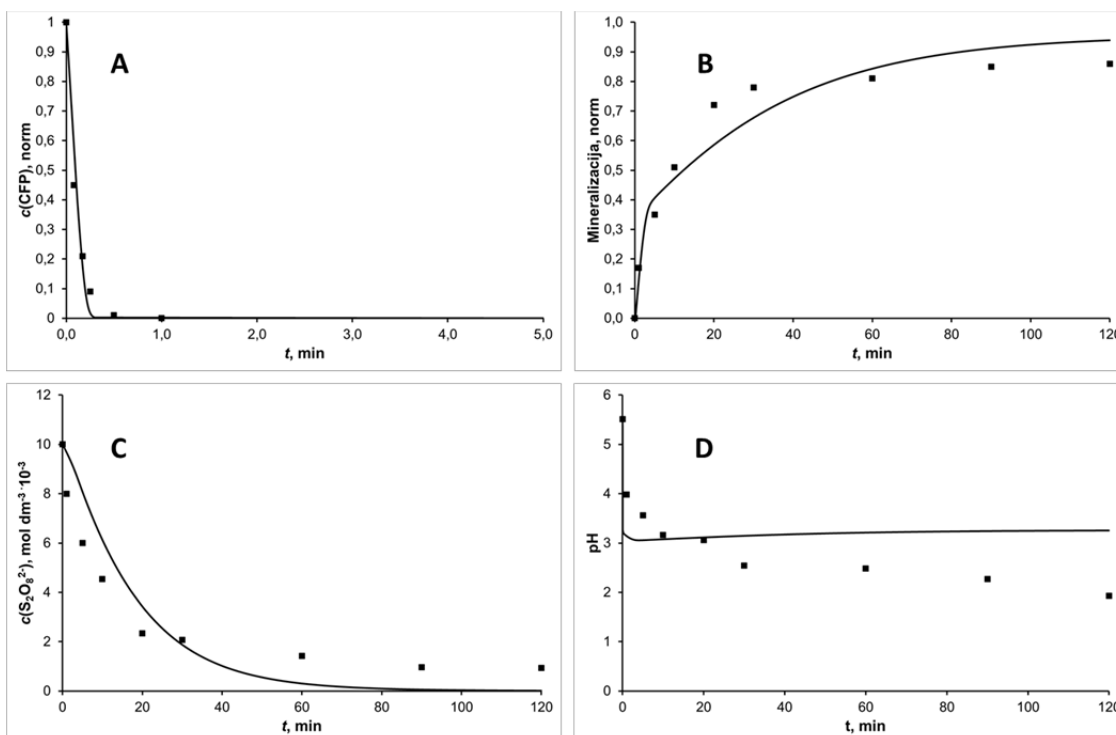 1
0,9
0,8
0,7
0,6
0,5
0,4
0,3
0,2
0,1
0
A
c(CFP), norm
0,0 1,0 2,0 3,0 4,0 5,0
t, min
1,0
0,9
0,8
0,7
0,6
0,5
0,4
0,3
0,2
0,1
0,0
B
Mineralizacija, norm
0 20 40 60 80 100 120
t, min
12
10
8
6
4
2
0
C
c(S₂O₈²⁻), mol dm⁻³·10⁻³
0 20 40 60 80 100 120
t, min
6
5
4
3
2
1
0
D
pH
0 20 40 60 80 100 120
t, min